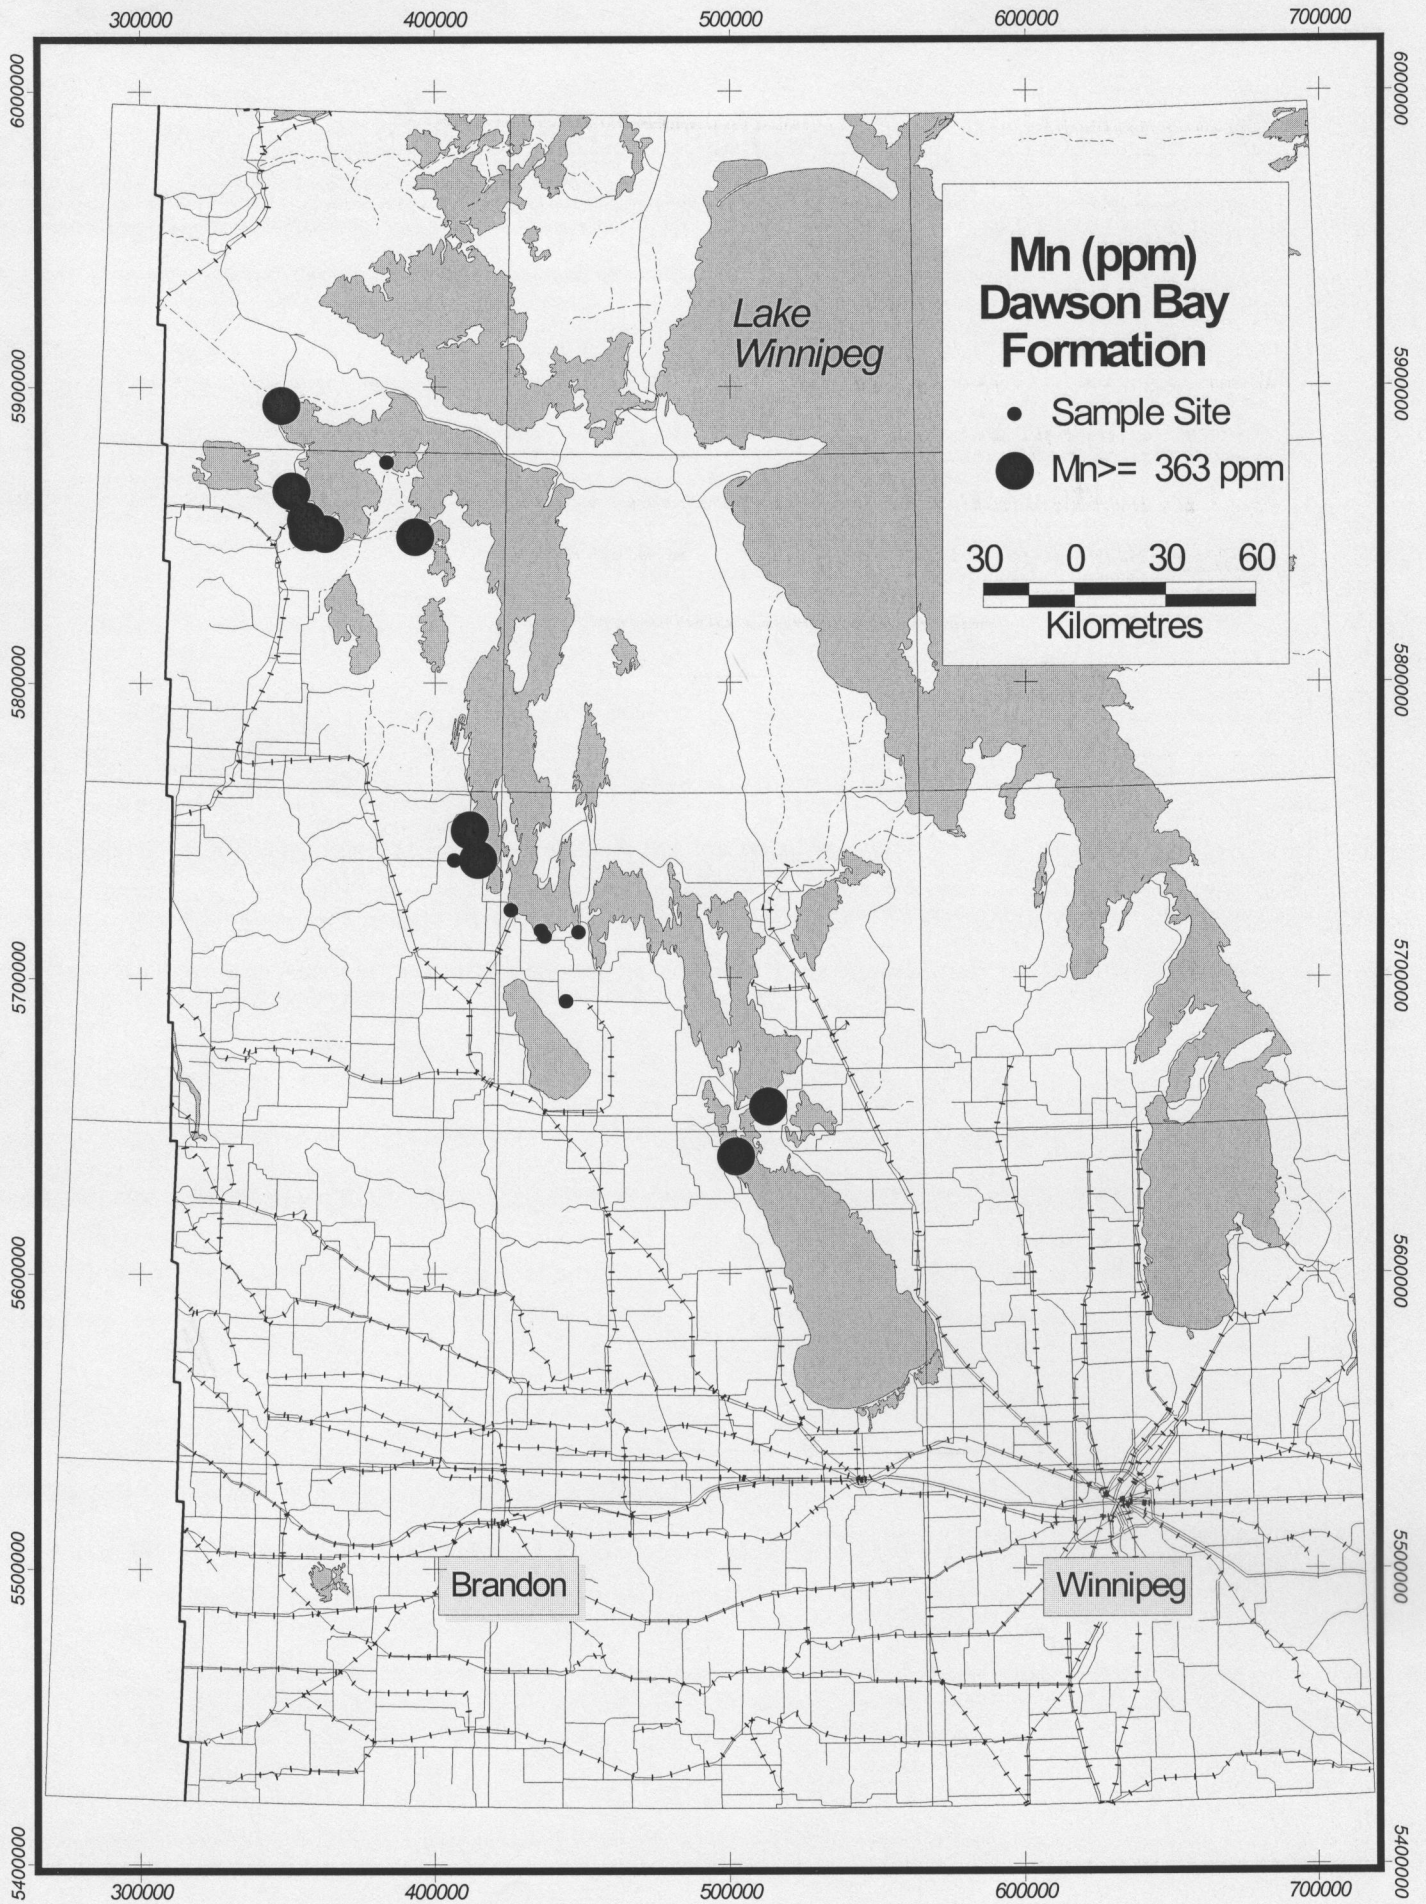 300000 400000 500000 600000 700000
6000000 6000000
Mn (ppm)
Dawson Bay
Formation
Lake
Winnipeg
5900000 5900000
Sample Site
Mn>= 363 ppm
30 0 30 60
Kilometres
5800000 5800000
5700000 5700000
5600000 5600000
5500000 5500000
Brandon Winnipeg
5400000 5400000
300000 400000 500000 600000 700000